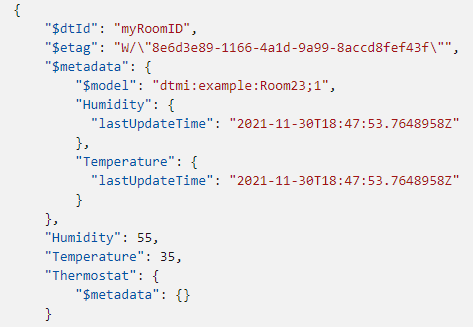 {
"$dtId": "myRoomID",
"$etag": "W/\"8e6d3e89-1166-4a1d-9a99-8accd8fef43f\"",
"$metadata": {
"$model": "dtmi:example:Room23;1",
"Humidity": {
"lastUpdateTime": "2021-11-30T18:47:53.7648958Z"
},
"Temperature": {
"lastUpdateTime": "2021-11-30T18:47:53.7648958Z"
}
},
"Humidity": 55,
"Temperature": 35,
"Thermostat": {
"$metadata": {}
}